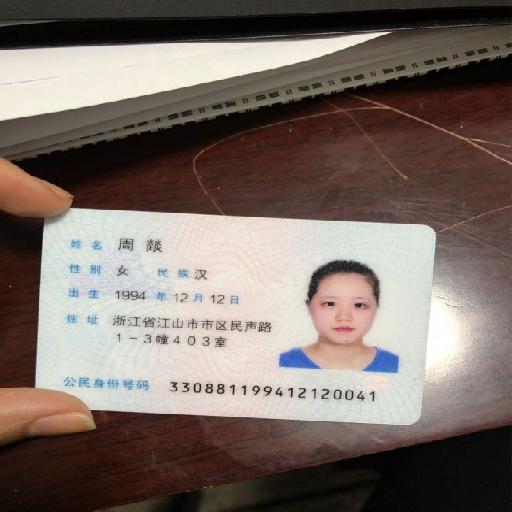 姓名 周燚
性别 女 民族 汉
出生 1994 年 12 月 12 日
住址 浙江省江山市市区民声路
1-3幢403室
公民身份号码 330881199412120041